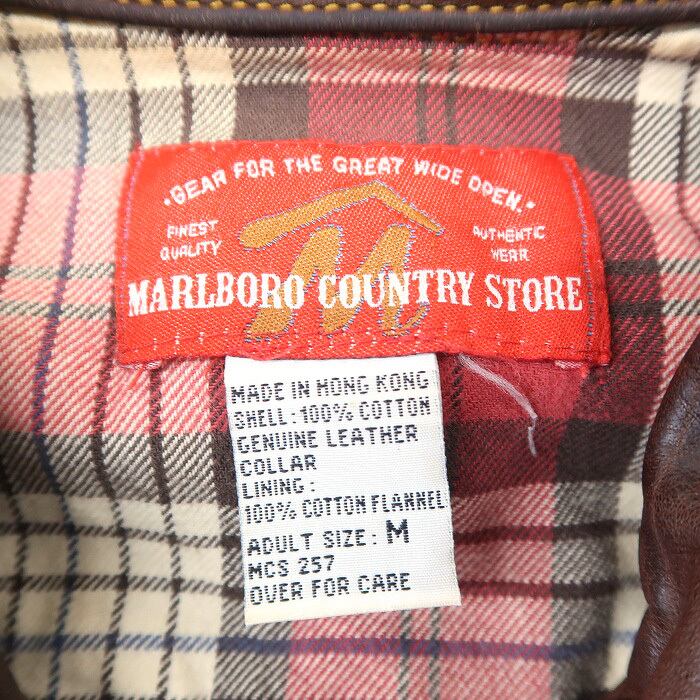 ·GEAR FOR THE GREAT WIDE OPEN.·
FINEST QUALITY
AUTHENTIC WEAR
M
MARLBORO COUNTRY STORE
MADE IN HONG KONG
SHELL: 100% COTTON
GENUINE LEATHER
COLLAR
LINING:
100% COTTON FLANNEL
ADULT SIZE: M
MCS 257
OVER FOR CARE